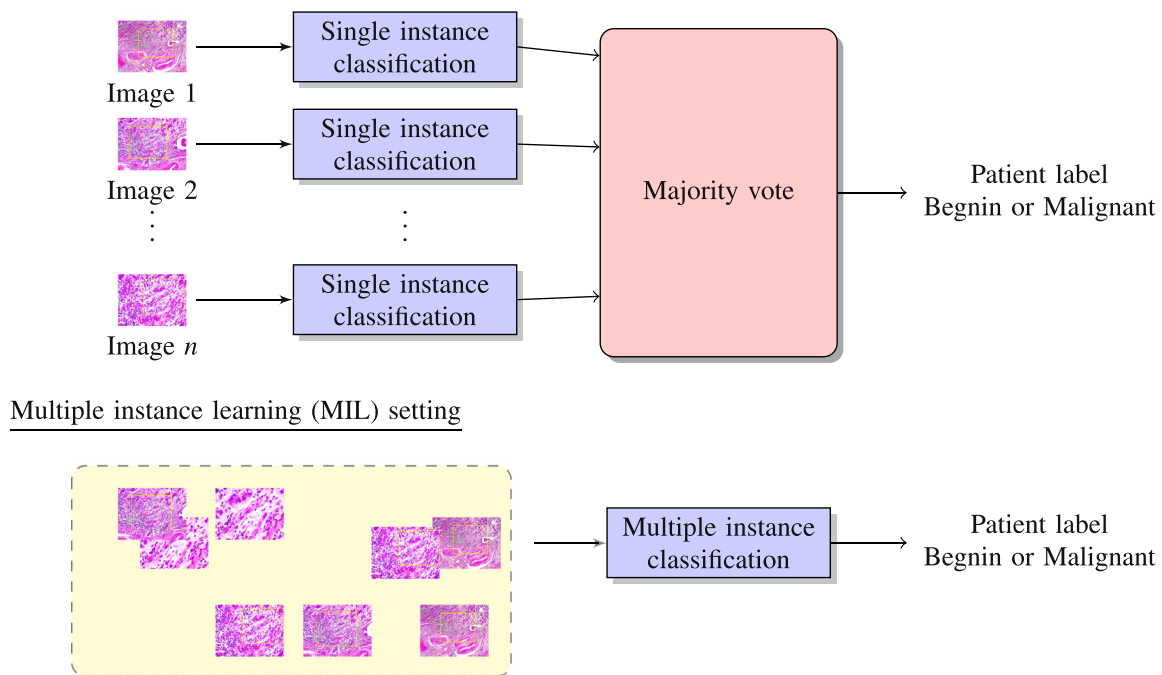 Single instance
classification
Image 1
Single instance
classification
Image 2
Majority vote
Patient label
Begnin or Malignant
Single instance
classification
Image n
Multiple instance learning (MIL) setting
Multiple instance
classification
Patient label
Begnin or Malignant